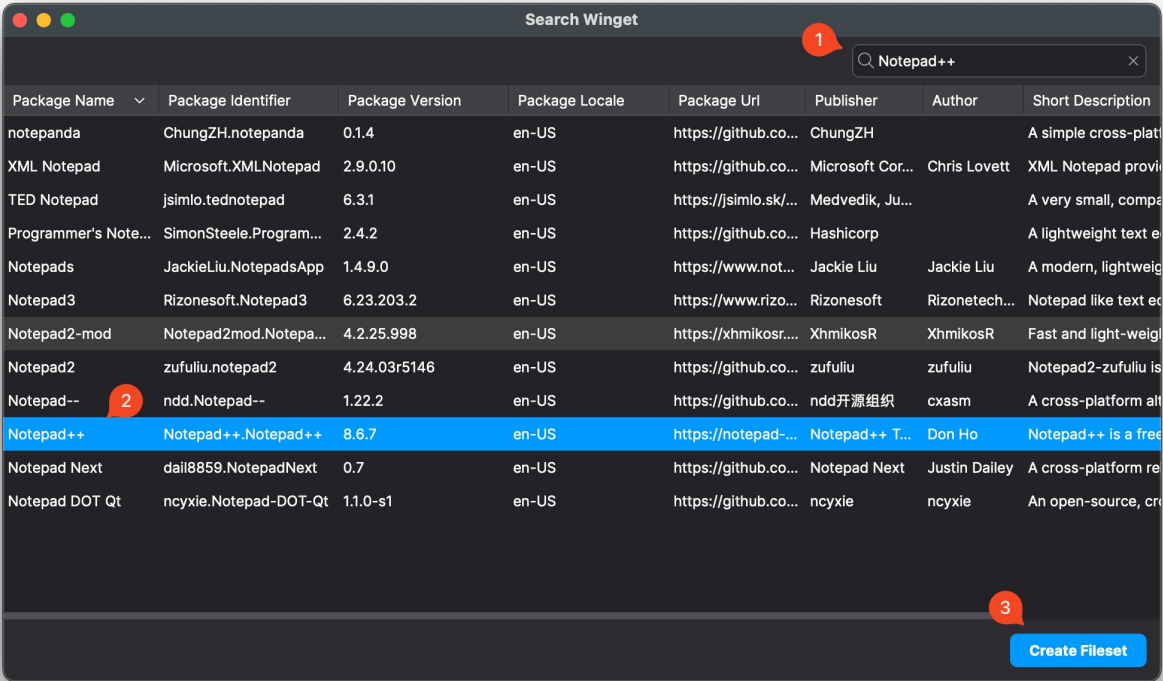 Search Winget
1
Notepad++
Package Name Package Identifier Package Version Package Locale Package Url Publisher Author Short Description
notepanda ChungZH.notepanda 0.1.4 en-US https://github.co... ChungZH A simple cross-platf
XML Notepad Microsoft.XMLNotepad 2.9.0.10 en-US https://github.co... Microsoft Cor... Chris Lovett XML Notepad provi
TED Notepad jsimlo.tednotepad 6.3.1 en-US https://jsimlo.sk/... Medvedik, Ju... A very small, compa
Programmer's Note... SimonSteele.Program... 2.4.2 en-US https://github.co... Hashicorp A lightweight text e
Notepads JackieLiu.NotepadsApp 1.4.9.0 en-US https://www.not... Jackie Liu Jackie Liu A modern, lightweig
Notepad3 Rizonesoft.Notepad3 6.23.203.2 en-US https://www.rizo... Rizonesoft Rizonetech... Notepad like text ed
Notepad2-mod Notepad2mod.Notepa... 4.2.25.998 en-US https://xhmikosr.... XhmikosR XhmikosR Fast and light-weigh
Notepad2 zufuliu.notepad2 4.24.03r5146 en-US https://github.co... zufuliu zufuliu Notepad2-zufuliu is
Notepad-- 2 ndd.Notepad-- 1.22.2 en-US https://github.co... ndd开源组织 cxasm A cross-platform alt
Notepad++ Notepad++.Notepad++ 8.6.7 en-US https://notepad-... Notepad++ T... Don Ho Notepad++ is a free
Notepad Next dail8859.NotepadNext 0.7 en-US https://github.co... Notepad Next Justin Dailey A cross-platform re
Notepad DOT Qt ncyxie.Notepad-DOT-Qt 1.1.0-s1 en-US https://github.co... ncyxie ncyxie An open-source, cro
3
Create Fileset